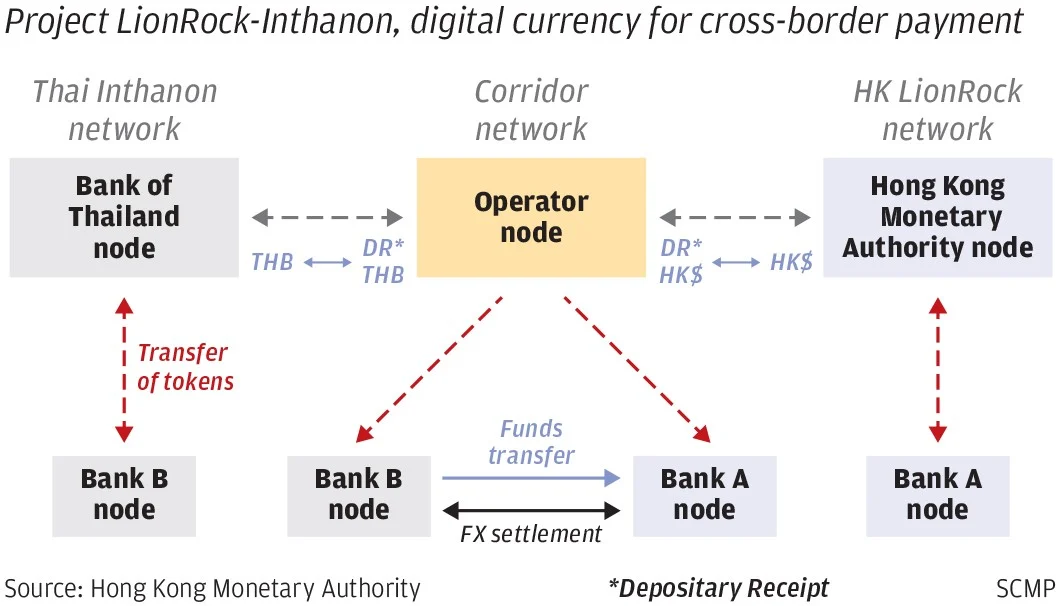 Project LionRock-Inthanon, digital currency for cross-border payment
Thai Inthanon
network
Corridor
network
HK LionRock
network
Bank of
Thailand
node
Operator
node
Hong Kong
Monetary
Authority node
THB
DR*
THB
DR*
HK$
HK$
Transfer
of tokens
Funds
transfer
Bank B
node
Bank B
node
Bank A
node
Bank A
node
FX settlement
Source: Hong Kong Monetary Authority
*Depositary Receipt
SCMP